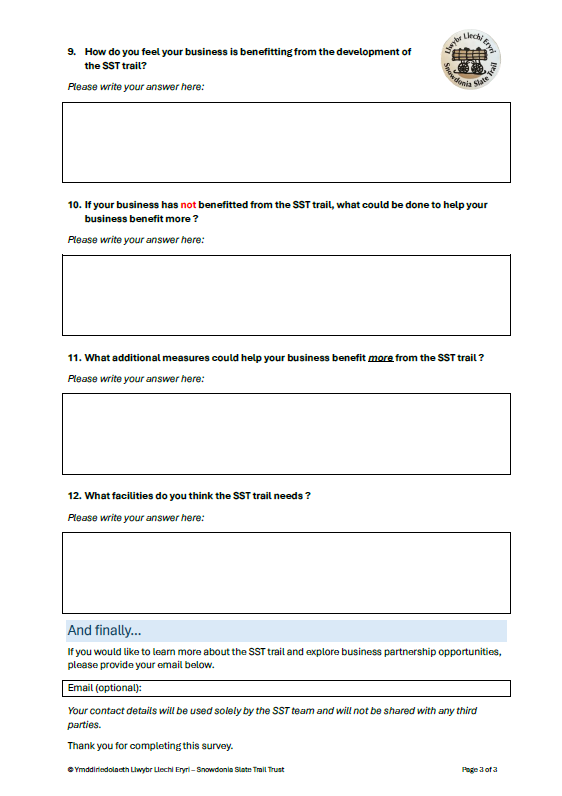 9. How do you feel your business is benefitting from the development of
the SST trail?
Llwybr Llechi Eryri
Snowdonia Slate Trail
Please write your answer here:
10. If your business has not benefitted from the SST trail, what could be done to help your
business benefit more ?
Please write your answer here:
11. What additional measures could help your business benefit more from the SST trail ?
Please write your answer here:
12. What facilities do you think the SST trail needs ?
Please write your answer here:
And finally...
If you would like to learn more about the SST trail and explore business partnership opportunities,
please provide your email below.
Email (optional):
Your contact details will be used solely by the SST team and will not be shared with any third
parties.
Thank you for completing this survey.
© Ymddiriedolaeth Llwybr Llechi Eryri – Snowdonia Slate Trail Trust Page 3 of 3